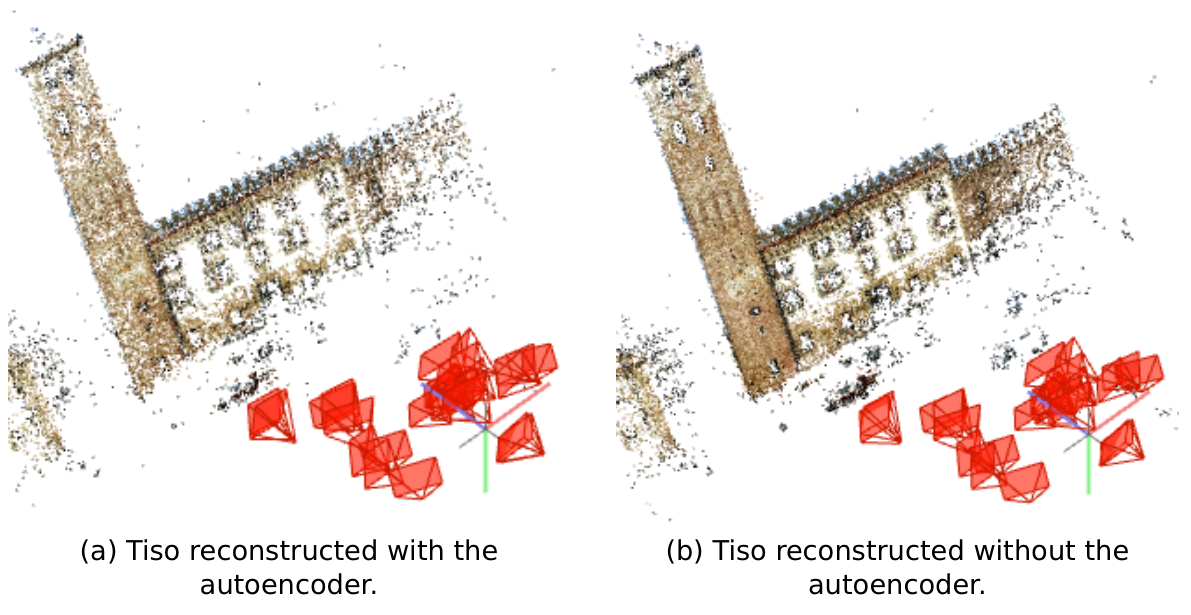 (a) Tiso reconstructed with the
autoencoder.
(b) Tiso reconstructed without the
autoencoder.